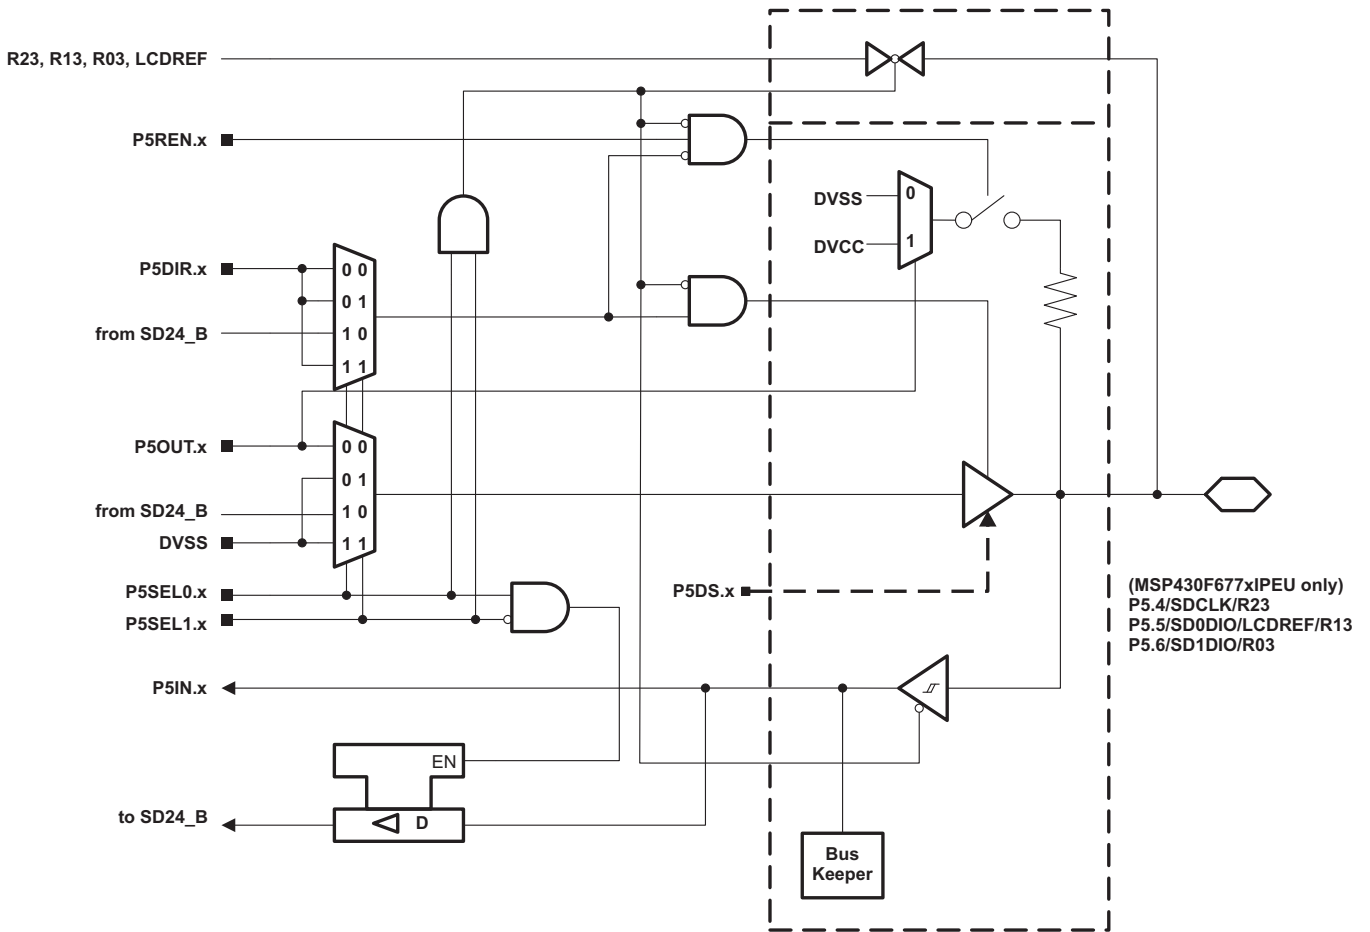 R23, R13, R03, LCDREF
P5REN.x
DVSS
0
DVCC
1
P5DIR.x
0 0
0 1
from SD24_B
1 0
1 1
P5OUT.x
0 0
0 1
from SD24_B
1 0
DVSS
1 1
P5SEL0.x
P5SEL1.x
P5DS.x
(MSP430F677xIPEU only)
P5.4/SDCLK/R23
P5.5/SD0DIO/LCDREF/R13
P5.6/SD1DIO/R03
P5IN.x
EN
to SD24_B
D
Bus
Keeper